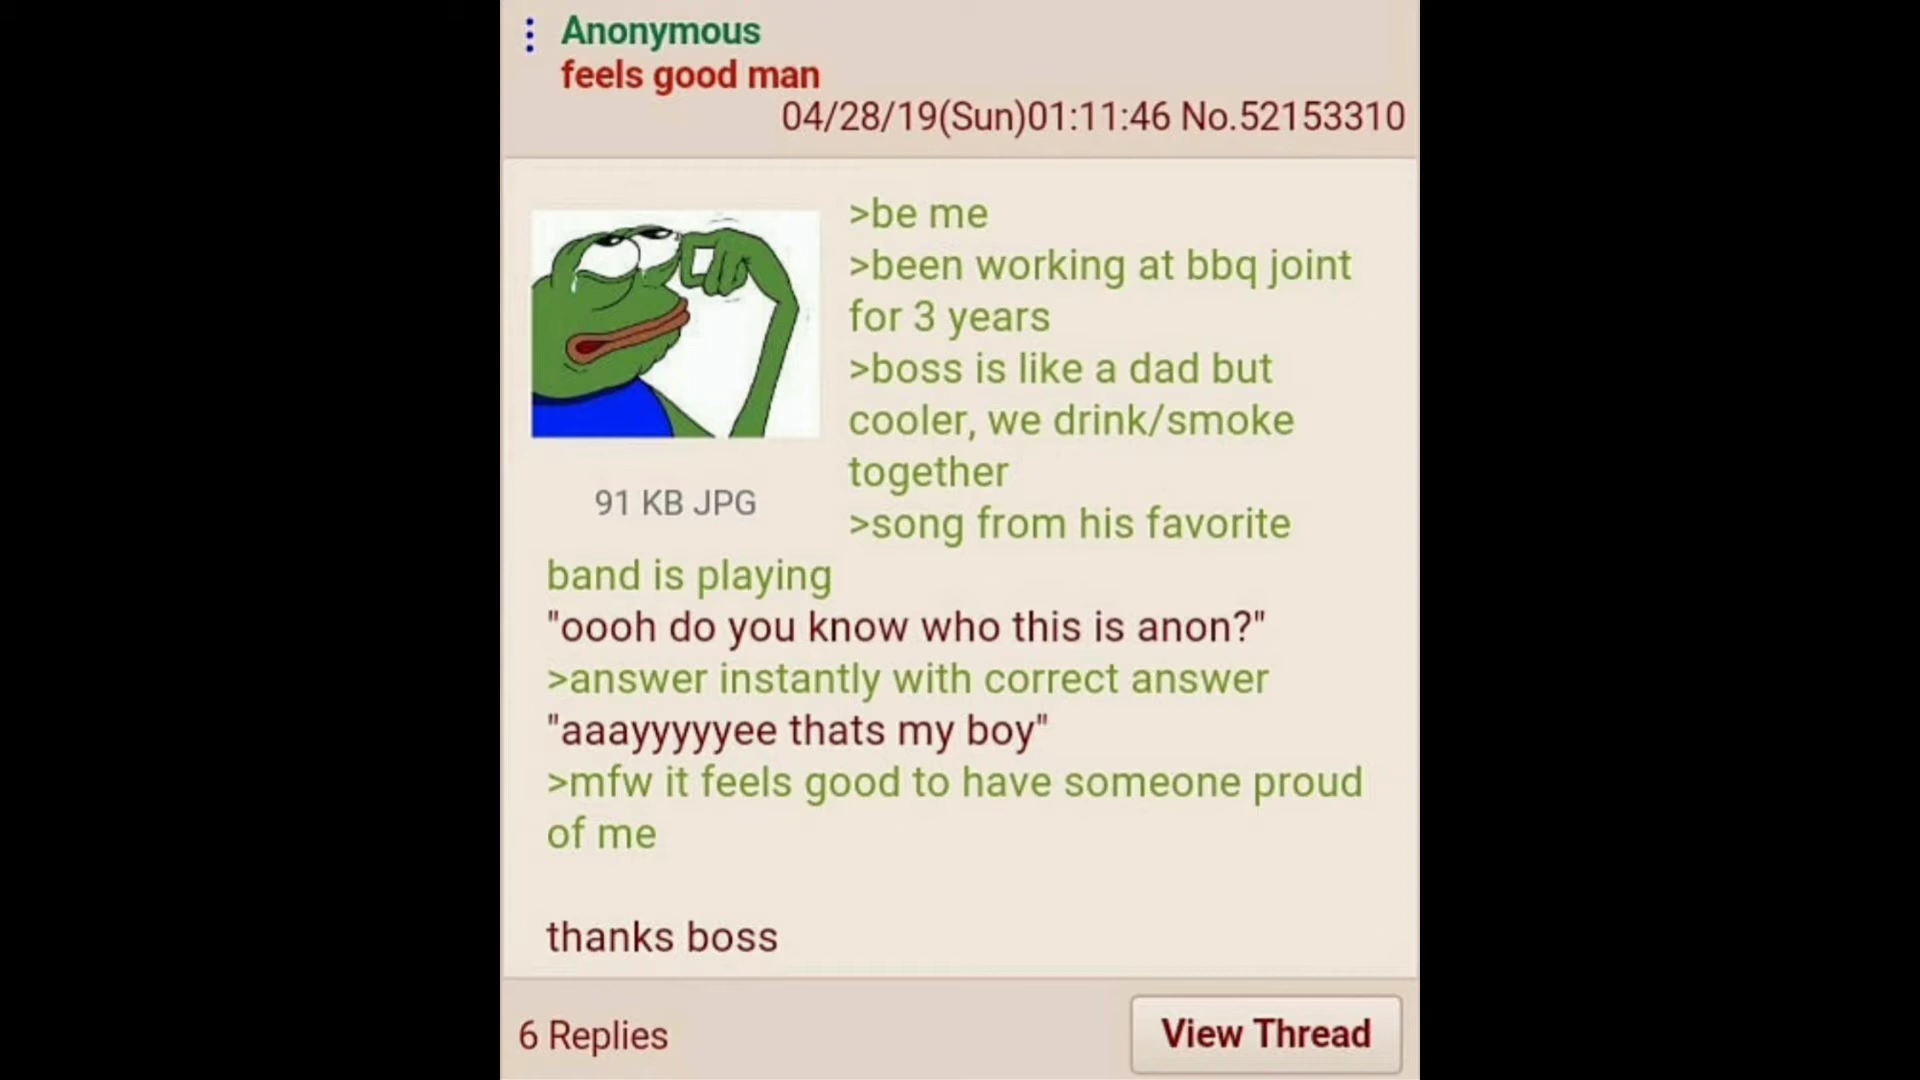 Anonymous
feels good man
04/28/19(Sun)01:11:46 No.52153310
>be me
>been working at bbq joint
for 3 years
>boss is like a dad but
cooler, we drink/smoke
together
91 KB JPG
>song from his favorite
band is playing
"oooh do you know who this is anon?"
>answer instantly with correct answer
"aaayyyyyee thats my boy"
>mfw it feels good to have someone proud
of me
thanks boss
6 Replies
View Thread